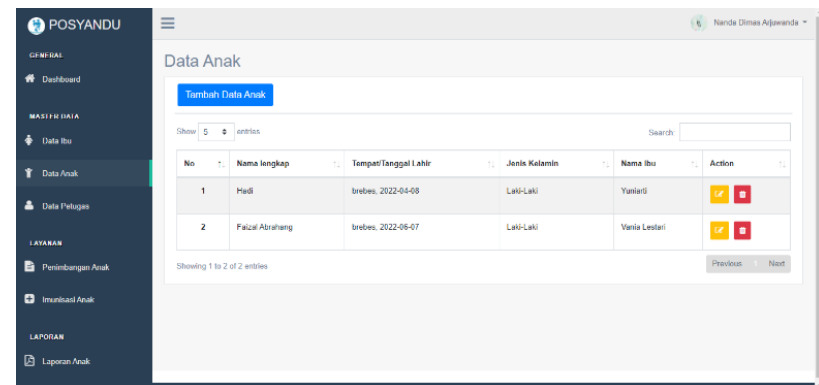 POSYANDU
Nanda Dimas Arjuwanda
GENERAL
Dashboard
MASTER DATA
Data Ibu
Data Anak
Data Petugas
LAYANAN
Penimbangan Anak
Imunisasi Anak
LAPORAN
Laporan Anak
Data Anak
Tambah Data Anak
Show 5 entries Search:
No Nama lengkap Tempat/Tanggal Lahir Jenis Kelamin Nama Ibu Action
1 Hadi brebes, 2022-04-08 Laki-Laki Yuniarti
2 Faizal Abrahang brebes, 2022-06-07 Laki-Laki Vania Lestari
Showing 1 to 2 of 2 entries Previous 1 Next